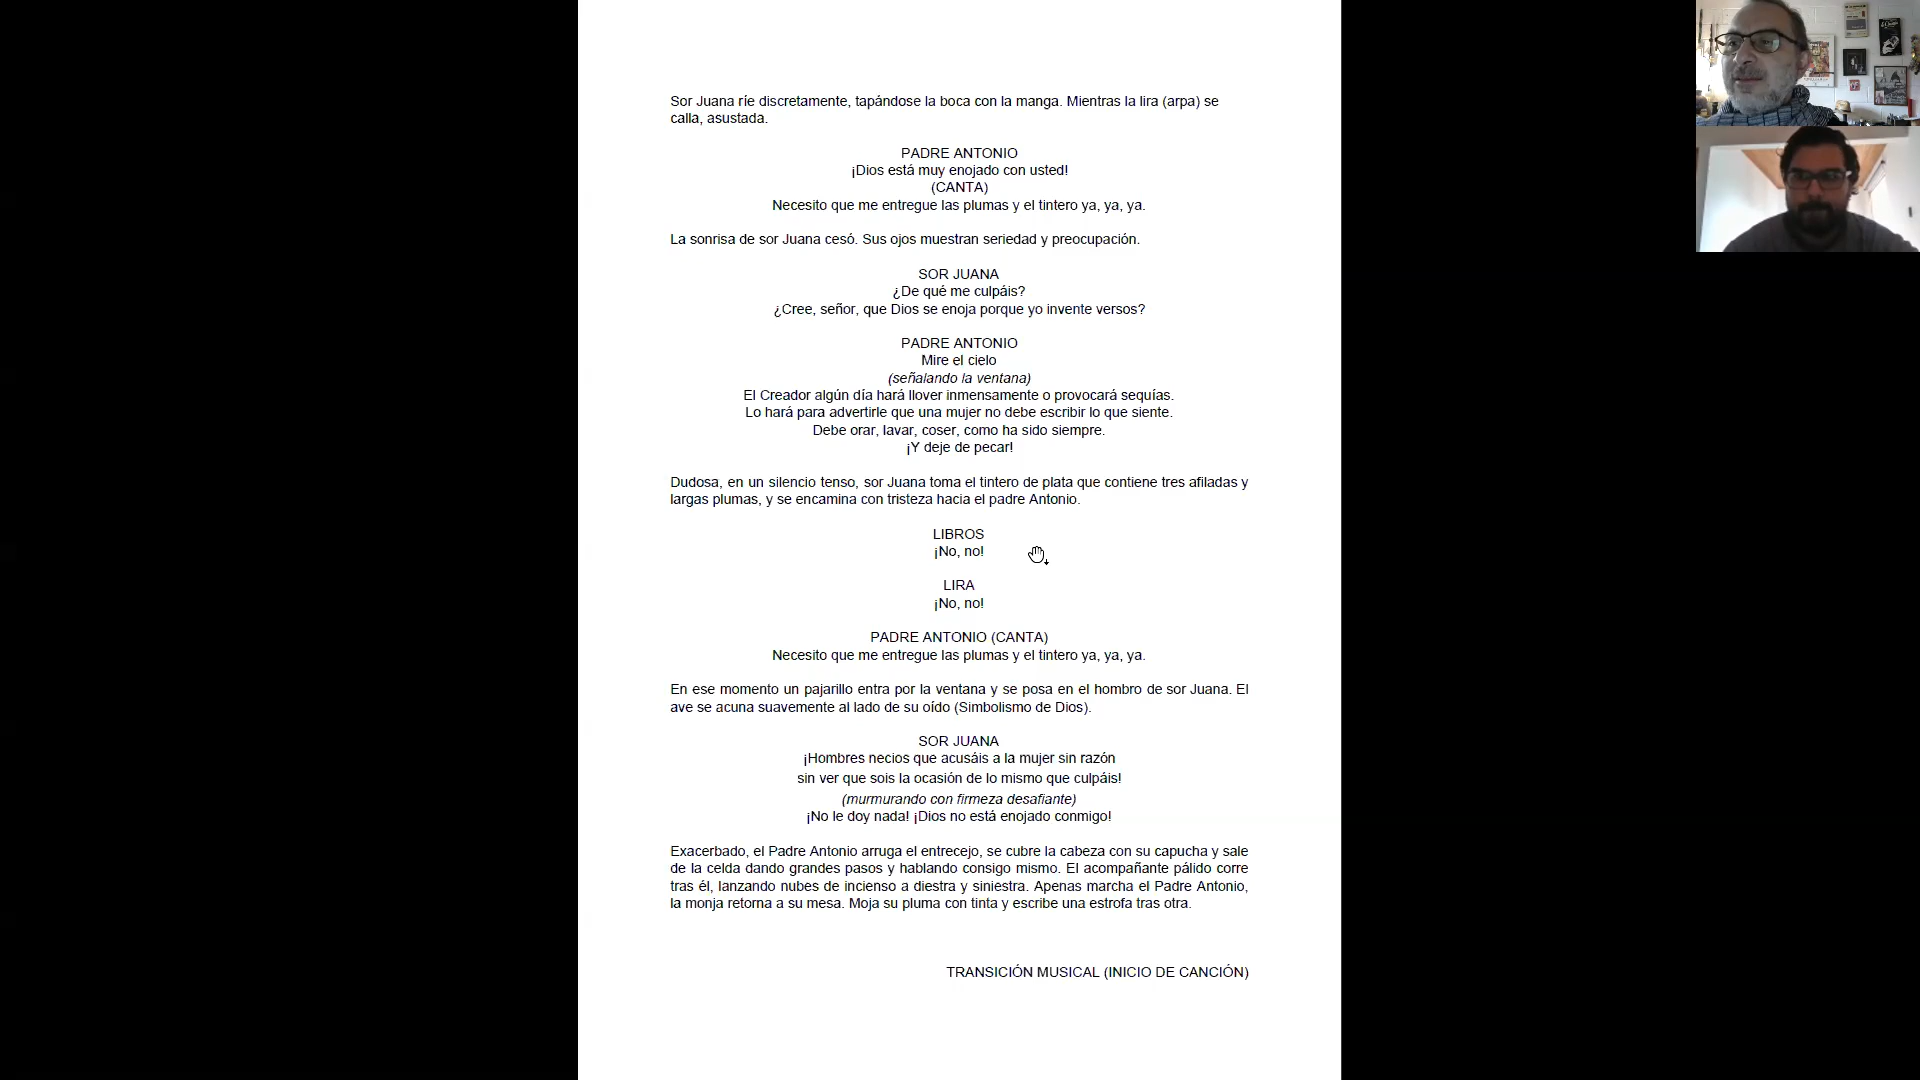 Sor Juana ríe discretamente, tapándose la boca con la manga. Mientras la lira (arpa) se
calla, asustada.
PADRE ANTONIO
¡Dios está muy enojado con usted!
(CANTA)
Necesito que me entregue las plumas y el tintero ya, ya, ya.
La sonrisa de sor Juana cesó. Sus ojos muestran seriedad y preocupación.
SOR JUANA
¿De qué me culpáis?
¿Cree, señor, que Dios se enoja porque yo invente versos?
PADRE ANTONIO
Mire el cielo
(señalando la ventana)
El Creador algún día hará llover inmensamente o provocará sequías.
Lo hará para advertirle que una mujer no debe escribir lo que siente.
Debe orar, lavar, coser, como ha sido siempre.
¡Y deje de pecar!
Dudosa, en un silencio tenso, sor Juana toma el tintero de plata que contiene tres afiladas y
largas plumas, y se encamina con tristeza hacia el padre Antonio.
LIBROS
¡No, no!
LIRA
¡No, no!
PADRE ANTONIO (CANTA)
Necesito que me entregue las plumas y el tintero ya, ya, ya.
En ese momento un pajarillo entra por la ventana y se posa en el hombro de sor Juana. El
ave se acuna suavemente al lado de su oído (Simbolismo de Dios).
SOR JUANA
¡Hombres necios que acusáis a la mujer sin razón
sin ver que sois la ocasión de lo mismo que culpáis!
(murmurando con firmeza desafiante)
¡No le doy nada! ¡Dios no está enojado conmigo!
Exacerbado, el Padre Antonio arruga el entrecejo, se cubre la cabeza con su capucha y sale
de la celda dando grandes pasos y hablando consigo mismo. El acompañante pálido corre
tras él, lanzando nubes de incienso a diestra y siniestra. Apenas marcha el Padre Antonio,
la monja retorna a su mesa. Moja su pluma con tinta y escribe una estrofa tras otra.
TRANSICIÓN MUSICAL (INICIO DE CANCIÓN)